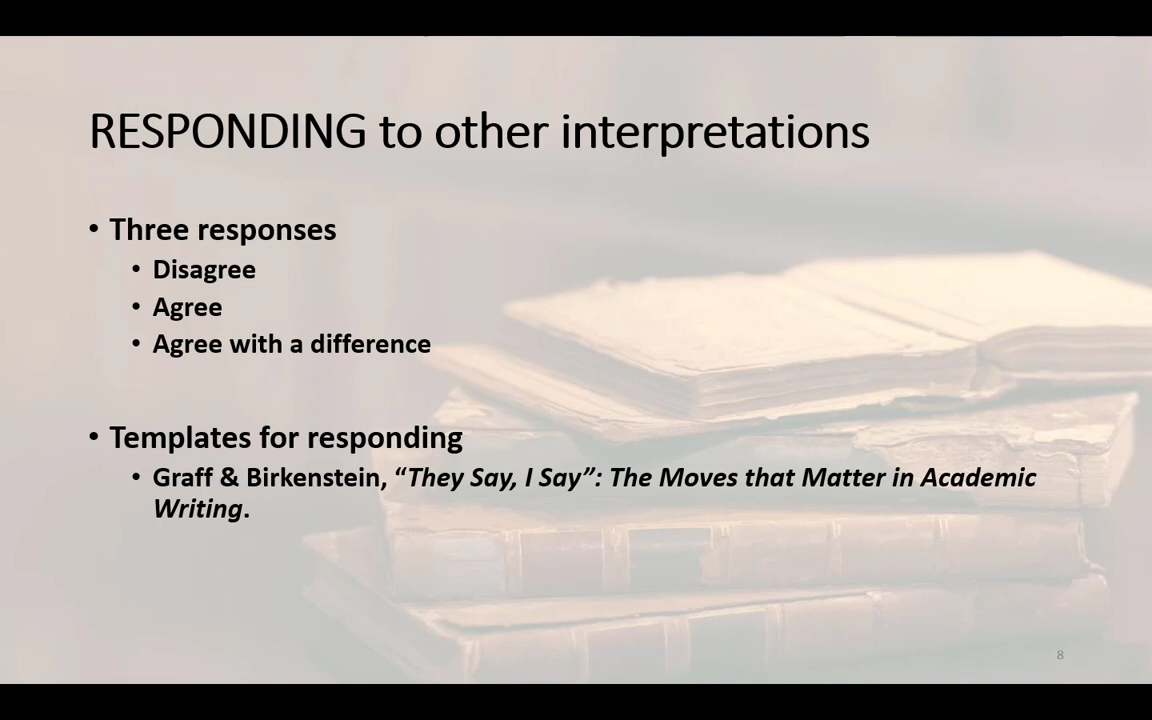 RESPONDING to other interpretations
• Three responses
• Disagree
• Agree
• Agree with a difference
• Templates for responding
• Graff & Birkenstein, “They Say, I Say”: The Moves that Matter in Academic
Writing.
8